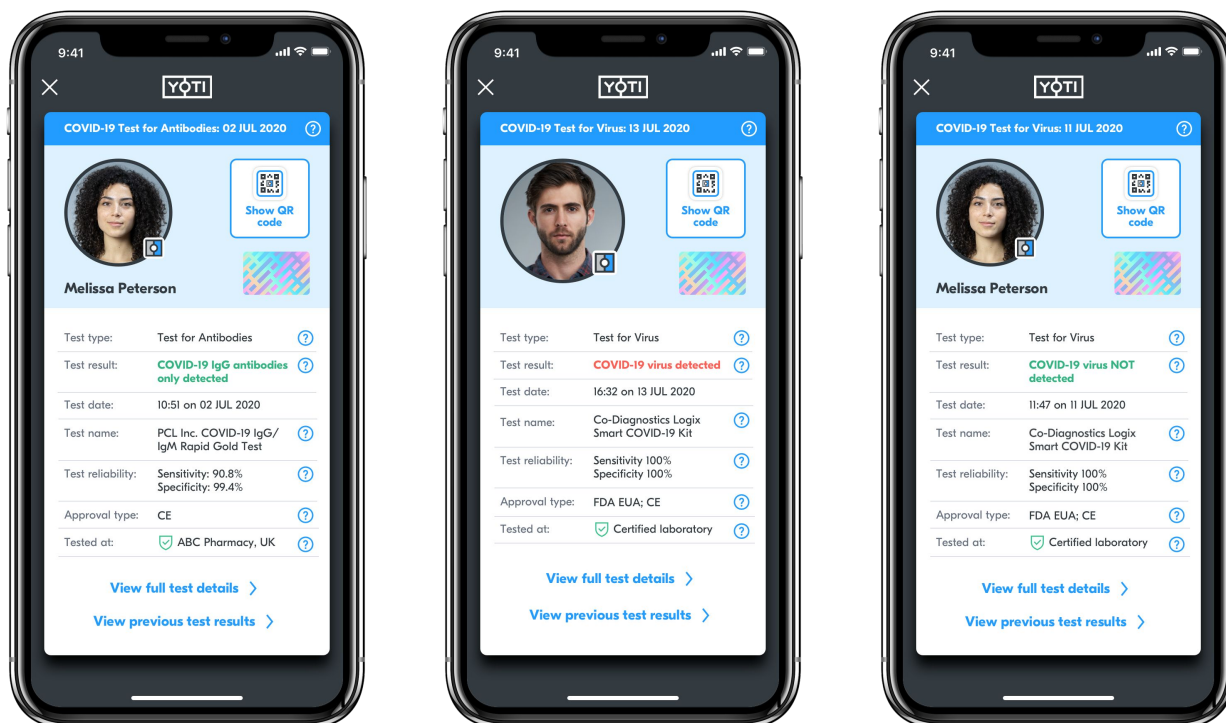 9:41
YOTI
COVID-19 Test for Antibodies: 02 JUL 2020 ?
Show QR
code
Melissa Peterson
Test type: Test for Antibodies ?
Test result: COVID-19 IgG antibodies ?
only detected
Test date: 10:51 on 02 JUL 2020
Test name: PCL Inc. COVID-19 IgG/ ?
IgM Rapid Gold Test
Test reliability: Sensitivity: 90.8% ?
Specificity: 99.4%
Approval type: CE ?
Tested at: ABC Pharmacy, UK ?
View full test details
View previous test results
9:41
YOTI
COVID-19 Test for Virus: 13 JUL 2020 ?
Show QR
code
Test type: Test for Virus ?
Test result: COVID-19 virus detected ?
Test date: 16:32 on 13 JUL 2020
Test name: Co-Diagnostics Logix ?
Smart COVID-19 Kit
Test reliability: Sensitivity 100% ?
Specificity 100%
Approval type: FDA EUA; CE ?
Tested at: Certified laboratory ?
View full test details
View previous test results
9:41
YOTI
COVID-19 Test for Virus: 11 JUL 2020 ?
Show QR
code
Melissa Peterson
Test type: Test for Virus ?
Test result: COVID-19 virus NOT ?
detected
Test date: 11:47 on 11 JUL 2020
Test name: Co-Diagnostics Logix ?
Smart COVID-19 Kit
Test reliability: Sensitivity 100% ?
Specificity 100%
Approval type: FDA EUA; CE ?
Tested at: Certified laboratory ?
View full test details
View previous test results